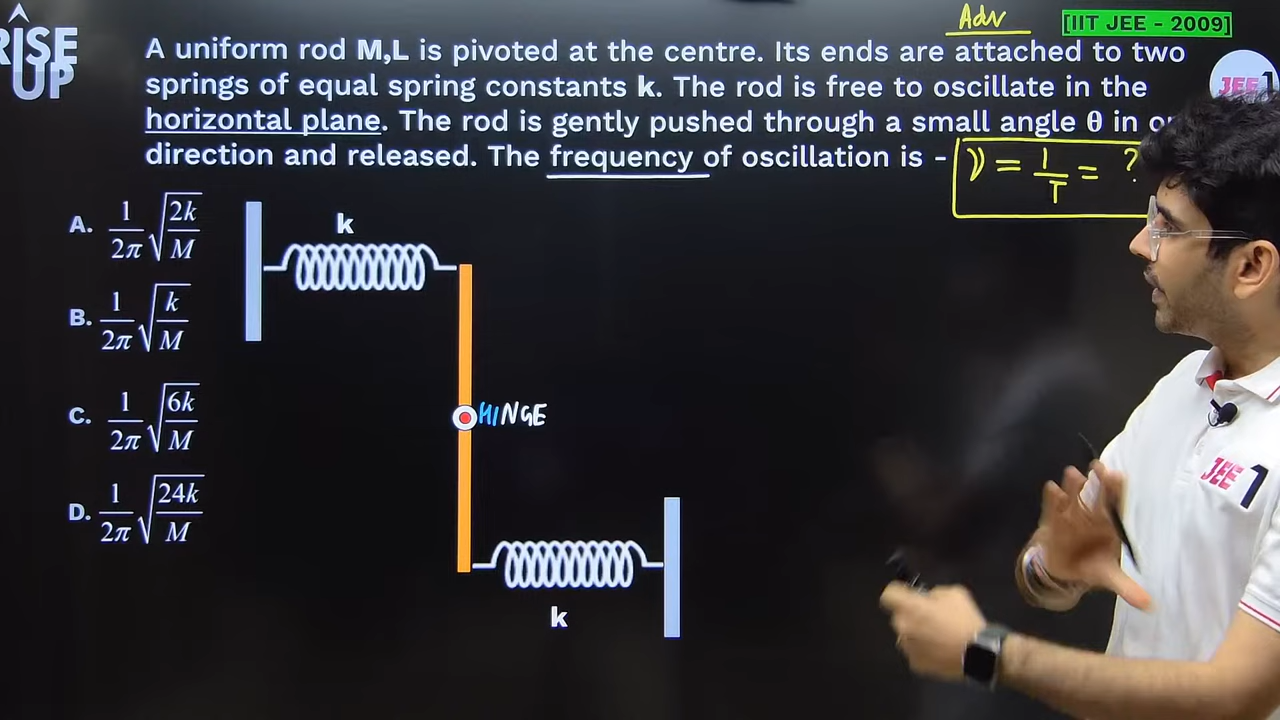 RISE
UP
Adv
[IIT JEE - 2009]
A uniform rod M,L is pivoted at the centre. Its ends are attached to two
springs of equal spring constants k. The rod is free to oscillate in the
horizontal plane. The rod is gently pushed through a small angle θ in
direction and released. The frequency of oscillation is - ν = 1/T = ?
JEE 1
A. 1/2π √2k/M
B. 1/2π √k/M
C. 1/2π √6k/M
D. 1/2π √24k/M
k
HINGE
k
JEE 1